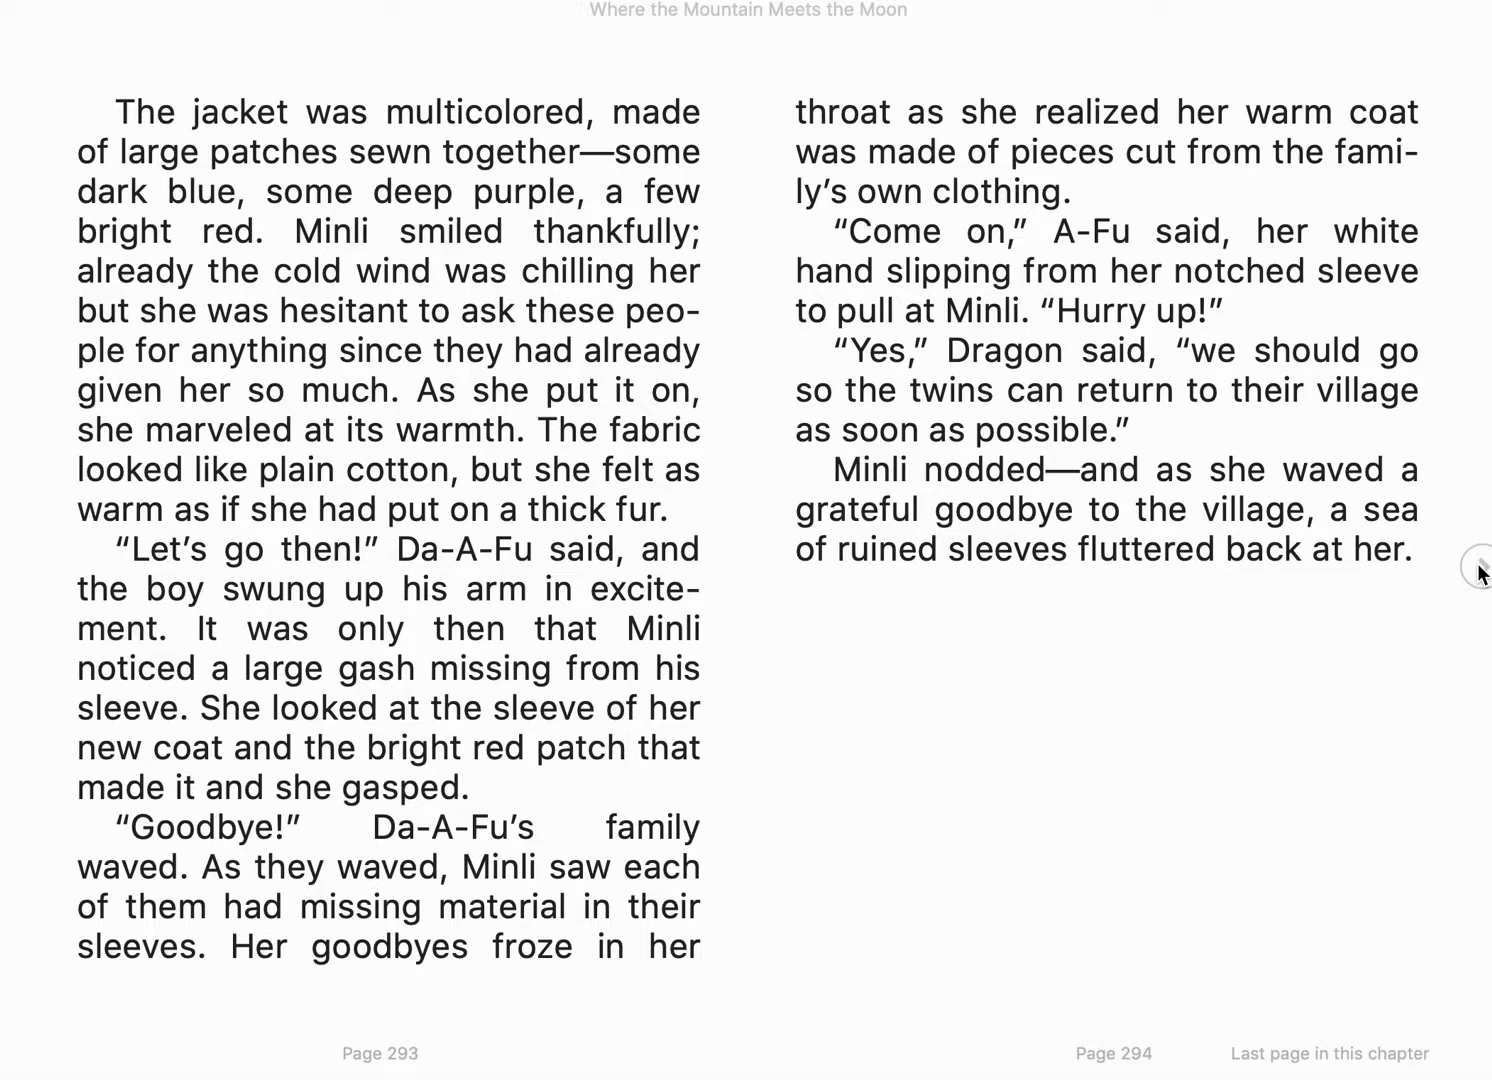 Where the Mountain Meets the Moon
The jacket was multicolored, made
of large patches sewn together—some
dark blue, some deep purple, a few
bright red. Minli smiled thankfully;
already the cold wind was chilling her
but she was hesitant to ask these peo-
ple for anything since they had already
given her so much. As she put it on,
she marveled at its warmth. The fabric
looked like plain cotton, but she felt as
warm as if she had put on a thick fur.
“Let’s go then!” Da-A-Fu said, and
the boy swung up his arm in excite-
ment. It was only then that Minli
noticed a large gash missing from his
sleeve. She looked at the sleeve of her
new coat and the bright red patch that
made it and she gasped.
“Goodbye!” Da-A-Fu’s family
waved. As they waved, Minli saw each
of them had missing material in their
sleeves. Her goodbyes froze in her
throat as she realized her warm coat
was made of pieces cut from the fami-
ly’s own clothing.
“Come on,” A-Fu said, her white
hand slipping from her notched sleeve
to pull at Minli. “Hurry up!”
“Yes,” Dragon said, “we should go
so the twins can return to their village
as soon as possible.”
Minli nodded—and as she waved a
grateful goodbye to the village, a sea
of ruined sleeves fluttered back at her.
Page 293
Page 294
Last page in this chapter